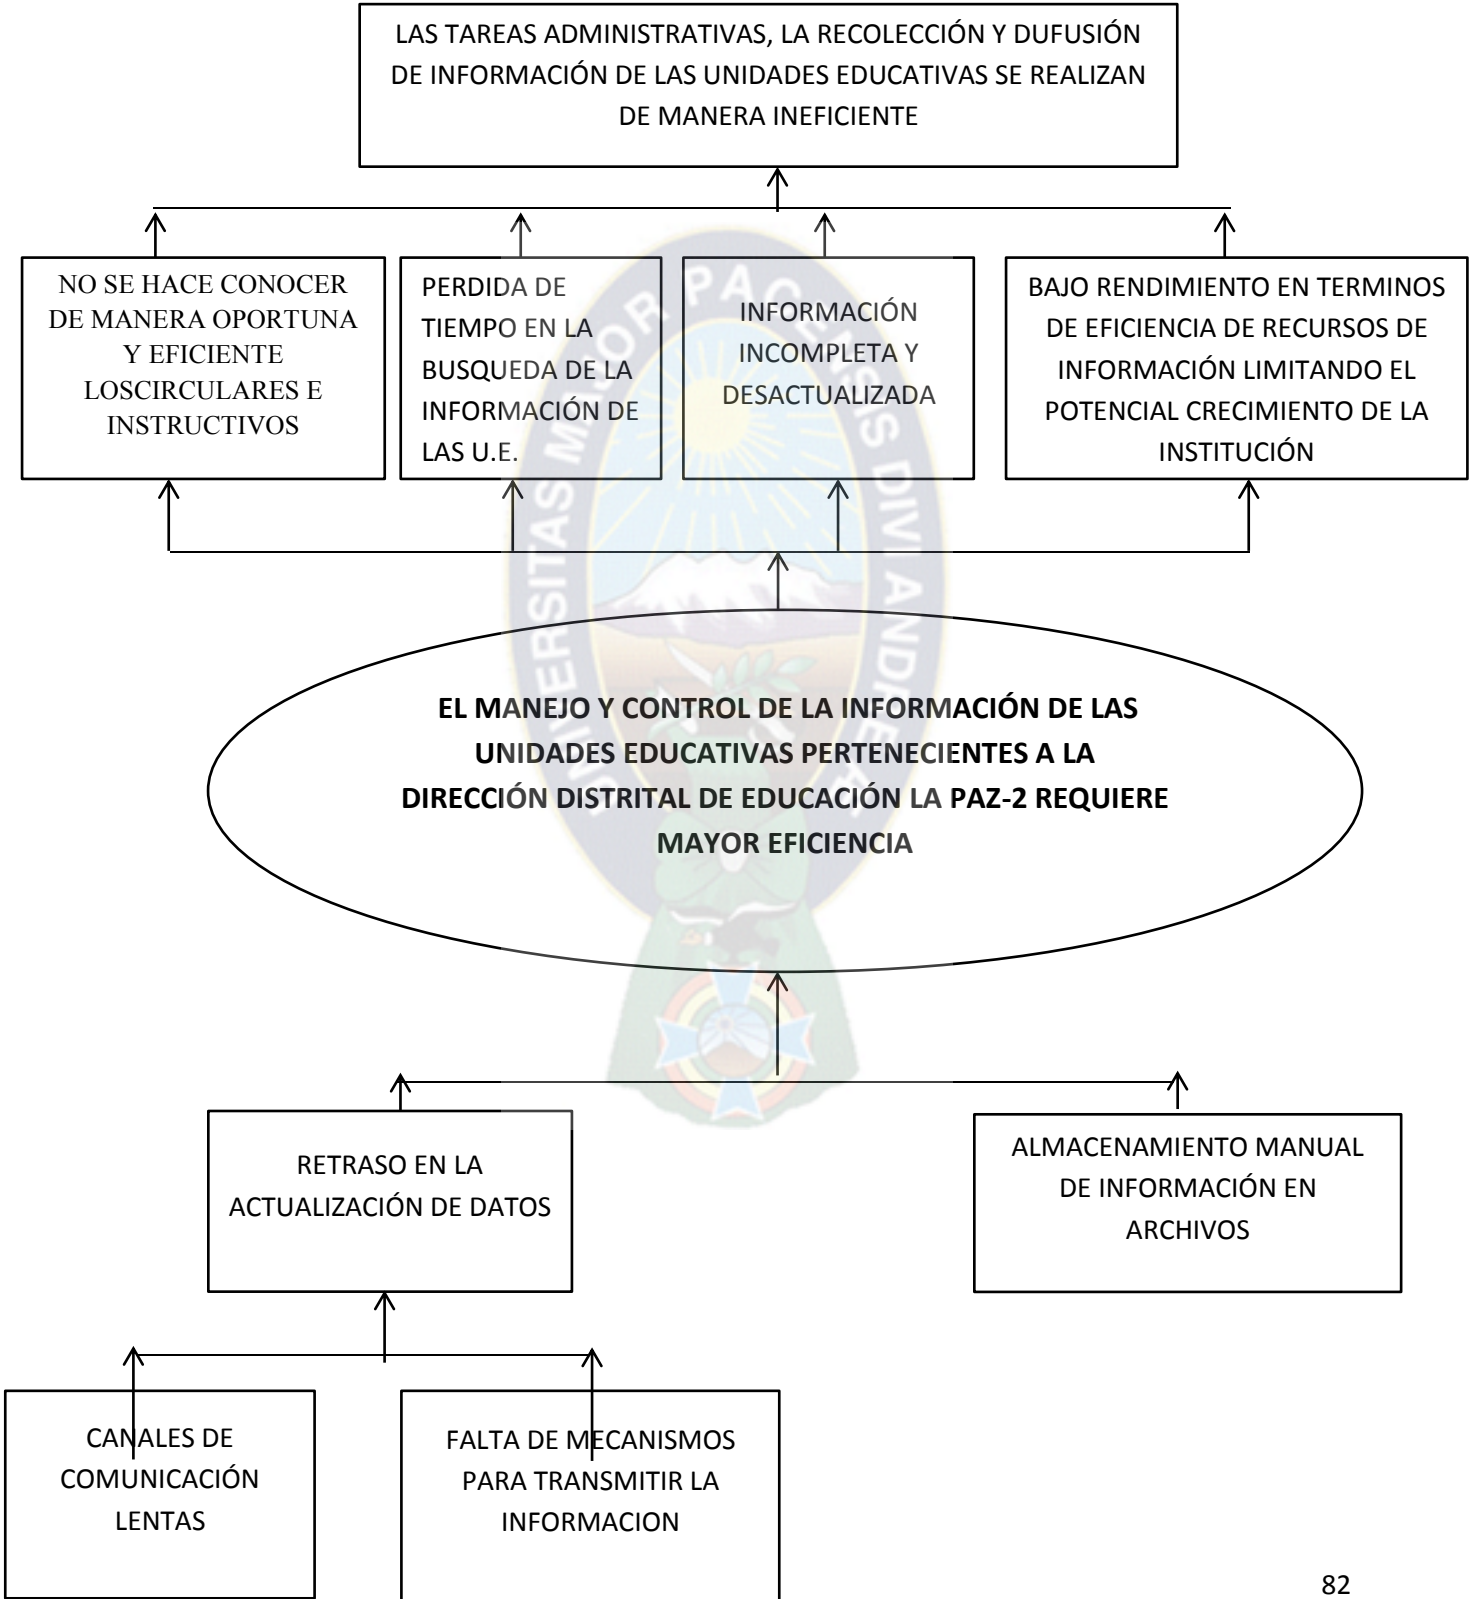 LAS TAREAS ADMINISTRATIVAS, LA RECOLECCIÓN Y DUFUSIÓN
DE INFORMACIÓN DE LAS UNIDADES EDUCATIVAS SE REALIZAN
DE MANERA INEFICIENTE
NO SE HACE CONOCER
DE MANERA OPORTUNA
Y EFICIENTE
LOSCIRCULARES E
INSTRUCTIVOS
PERDIDA DE
TIEMPO EN LA
BUSQUEDA DE LA
INFORMACIÓN DE
LAS U.E.
INFORMACIÓN
INCOMPLETA Y
DESACTUALIZADA
BAJO RENDIMIENTO EN TERMINOS
DE EFICIENCIA DE RECURSOS DE
INFORMACIÓN LIMITANDO EL
POTENCIAL CRECIMIENTO DE LA
INSTITUCIÓN
UNIVERSITAS MAJOR PACENSIS DIVI ANDREÆ
EL MANEJO Y CONTROL DE LA INFORMACIÓN DE LAS
UNIDADES EDUCATIVAS PERTENECIENTES A LA
DIRECCIÓN DISTRITAL DE EDUCACIÓN LA PAZ-2 REQUIERE
MAYOR EFICIENCIA
RETRASO EN LA
ACTUALIZACIÓN DE DATOS
ALMACENAMIENTO MANUAL
DE INFORMACIÓN EN
ARCHIVOS
CANALES DE
COMUNICACIÓN
LENTAS
FALTA DE MECANISMOS
PARA TRANSMITIR LA
INFORMACION
82